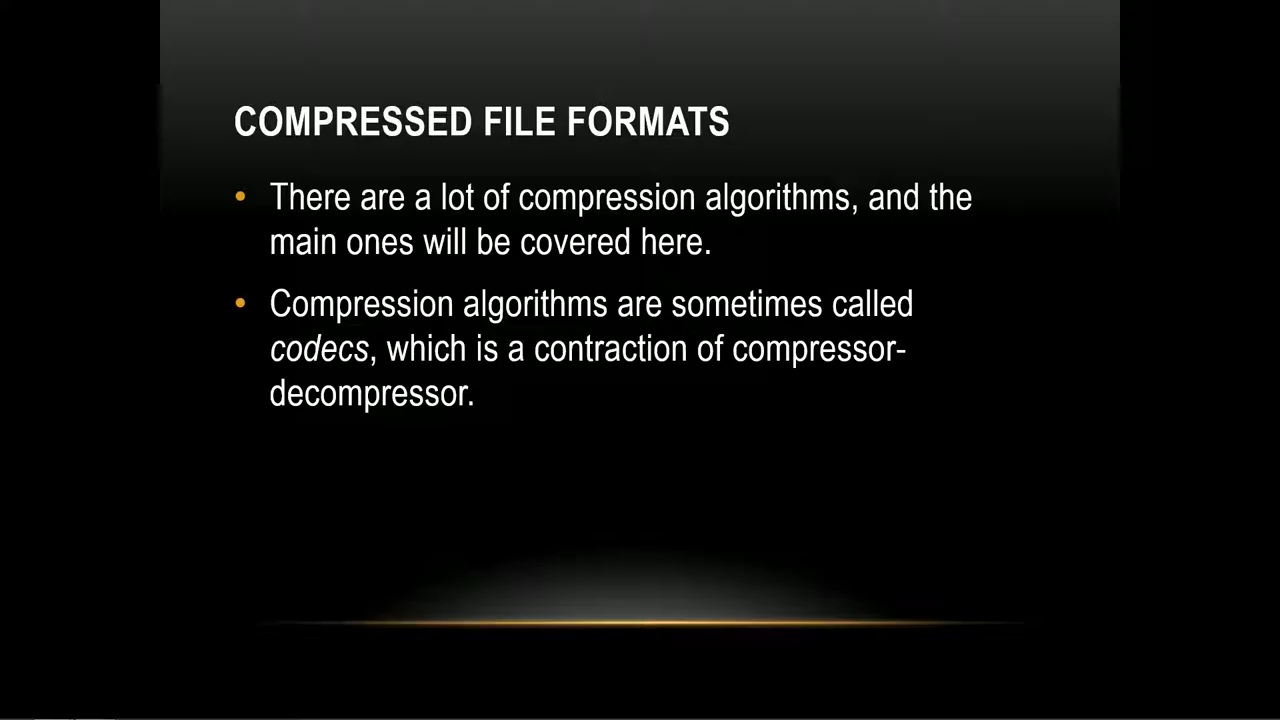 COMPRESSED FILE FORMATS
• There are a lot of compression algorithms, and the
main ones will be covered here.
• Compression algorithms are sometimes called
codecs, which is a contraction of compressor-
decompressor.